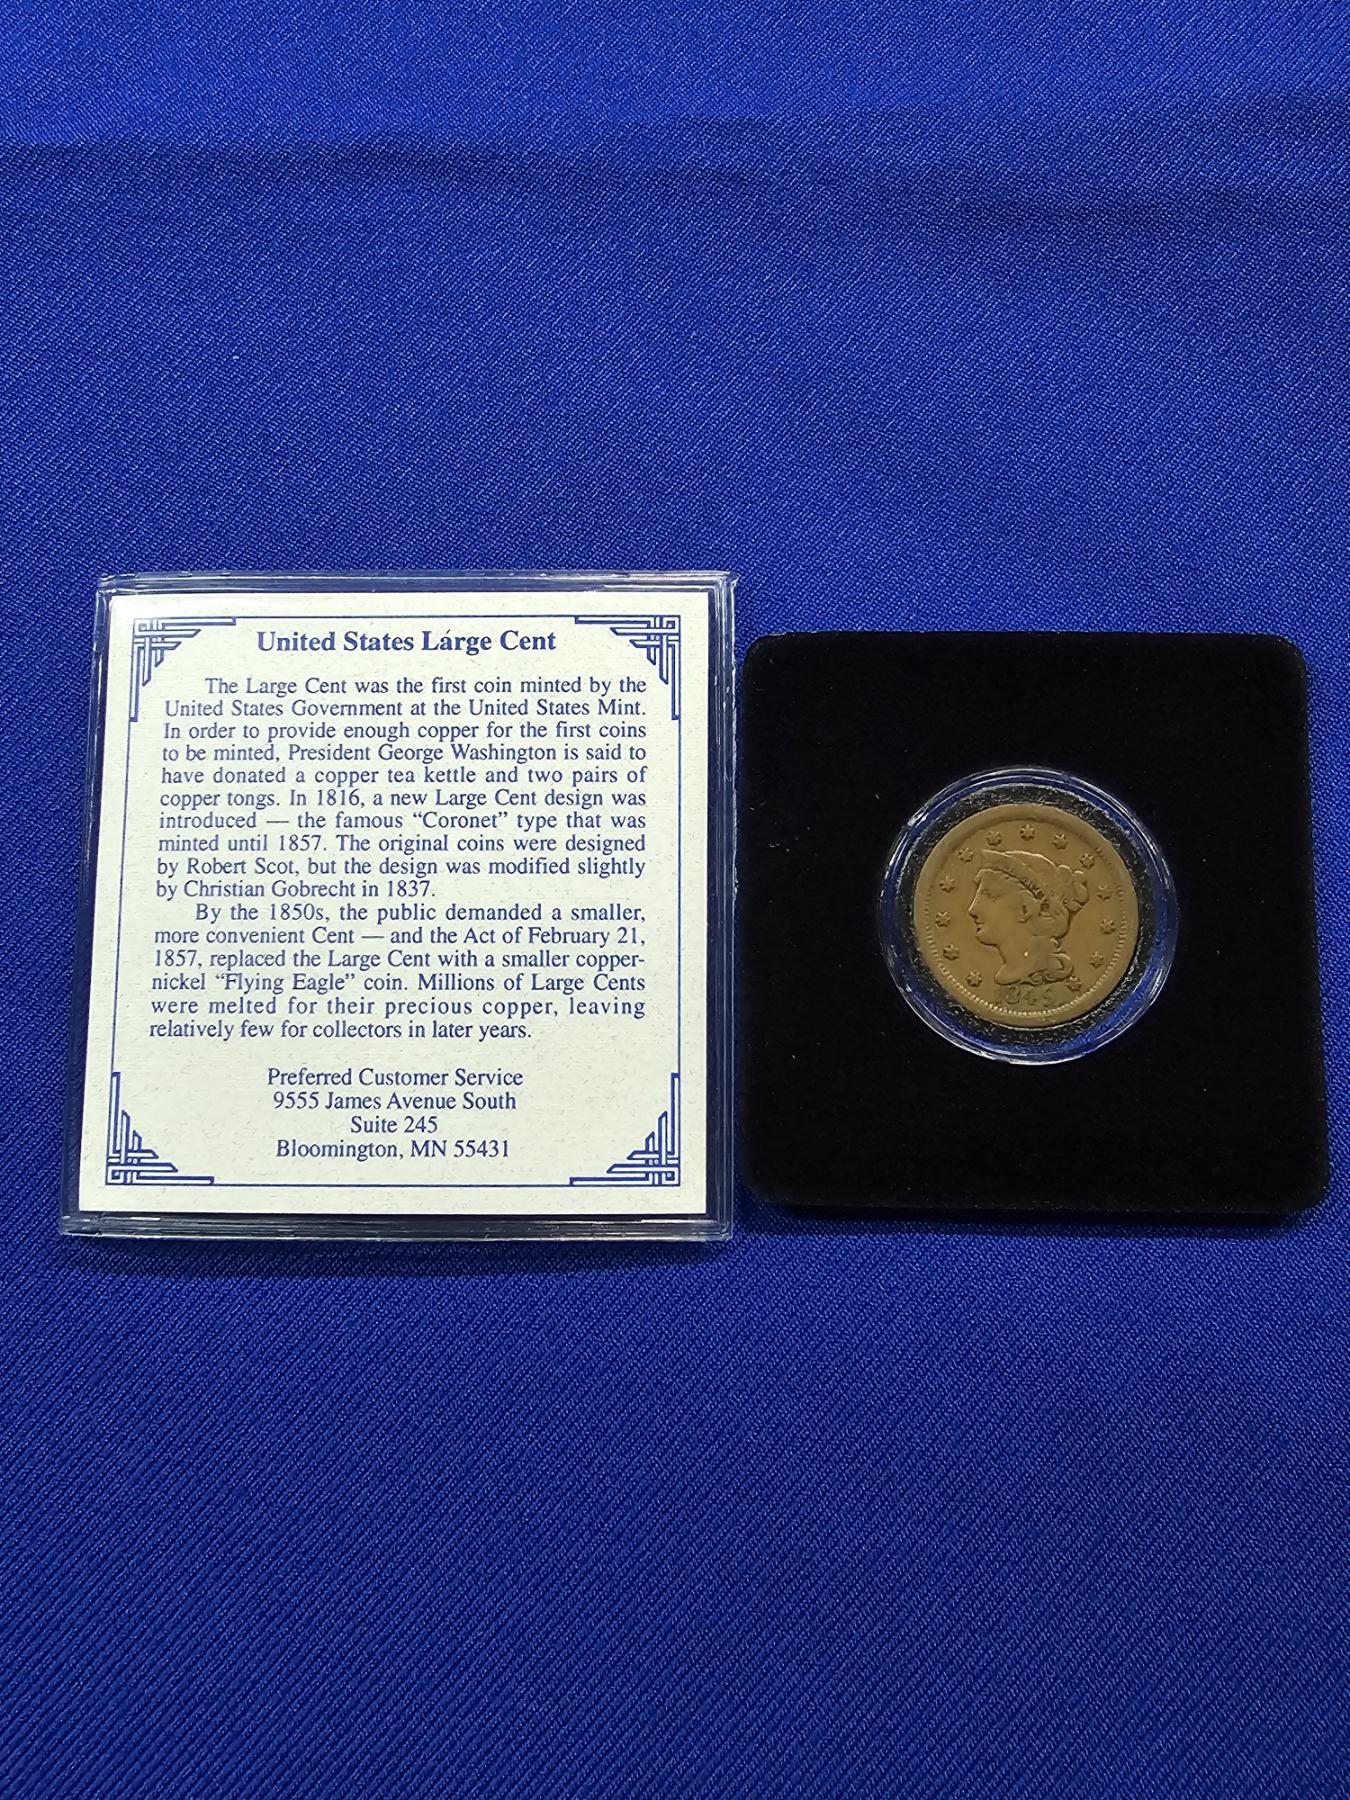 United States Large Cent
The Large Cent was the first coin minted by the
United States Government at the United States Mint.
In order to provide enough copper for the first coins
to be minted, President George Washington is said to
have donated a copper tea kettle and two pairs of
copper tongs. In 1816, a new Large Cent design was
introduced — the famous “Coronet” type that was
minted until 1857. The original coins were designed
by Robert Scot, but the design was modified slightly
by Christian Gobrecht in 1837.
By the 1850s, the public demanded a smaller,
more convenient Cent — and the Act of February 21,
1857, replaced the Large Cent with a smaller copper-
nickel “Flying Eagle” coin. Millions of Large Cents
were melted for their precious copper, leaving
relatively few for collectors in later years.
Preferred Customer Service
9555 James Avenue South
Suite 245
Bloomington, MN 55431